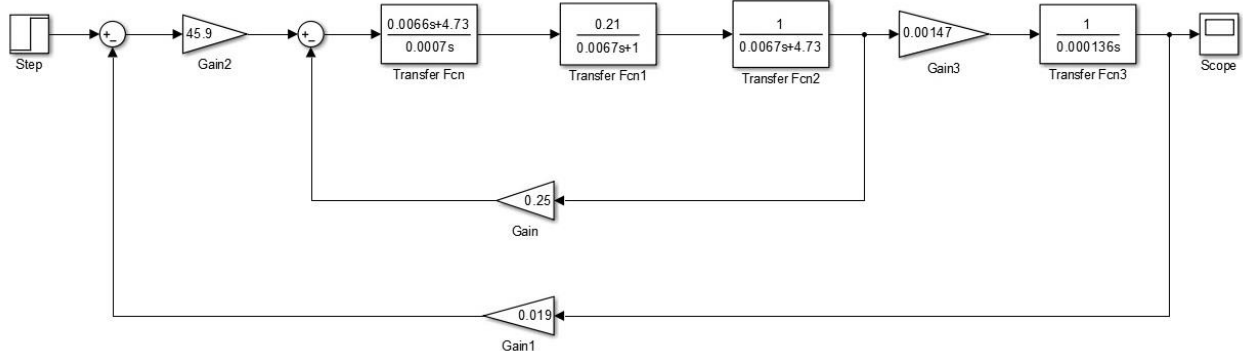 Step
+
−
45.9
Gain2
+
−
0.0066s+4.73
0.0007s
Transfer Fcn
0.21
0.0067s+1
Transfer Fcn1
1
0.0067s+4.73
Transfer Fcn2
0.00147
Gain3
1
0.000136s
Transfer Fcn3
Scope
0.25
Gain
0.019
Gain1